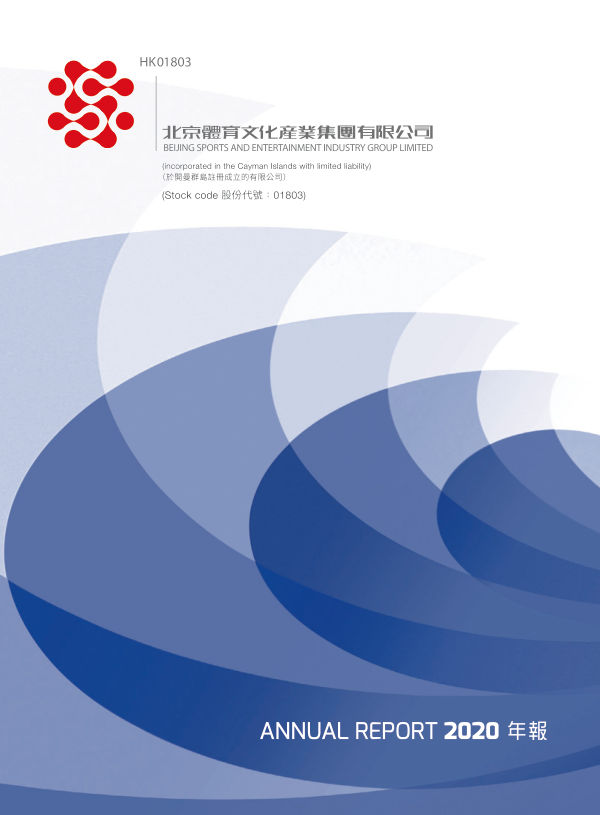 HK01803
北京體育文化產業集團有限公司
BEIJING SPORTS AND ENTERTAINMENT INDUSTRY GROUP LIMITED
(incorporated in the Cayman Islands with limited liability)
(於開曼群島註冊成立的有限公司)
(Stock code 股份代號：01803)
ANNUAL REPORT 2020 年報